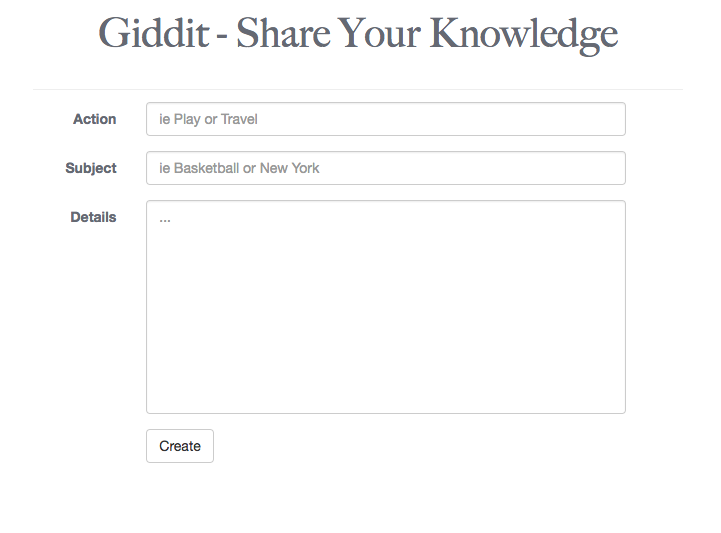 Giddit - Share Your Knowledge
Action
ie Play or Travel
Subject
ie Basketball or New York
Details
...
Create